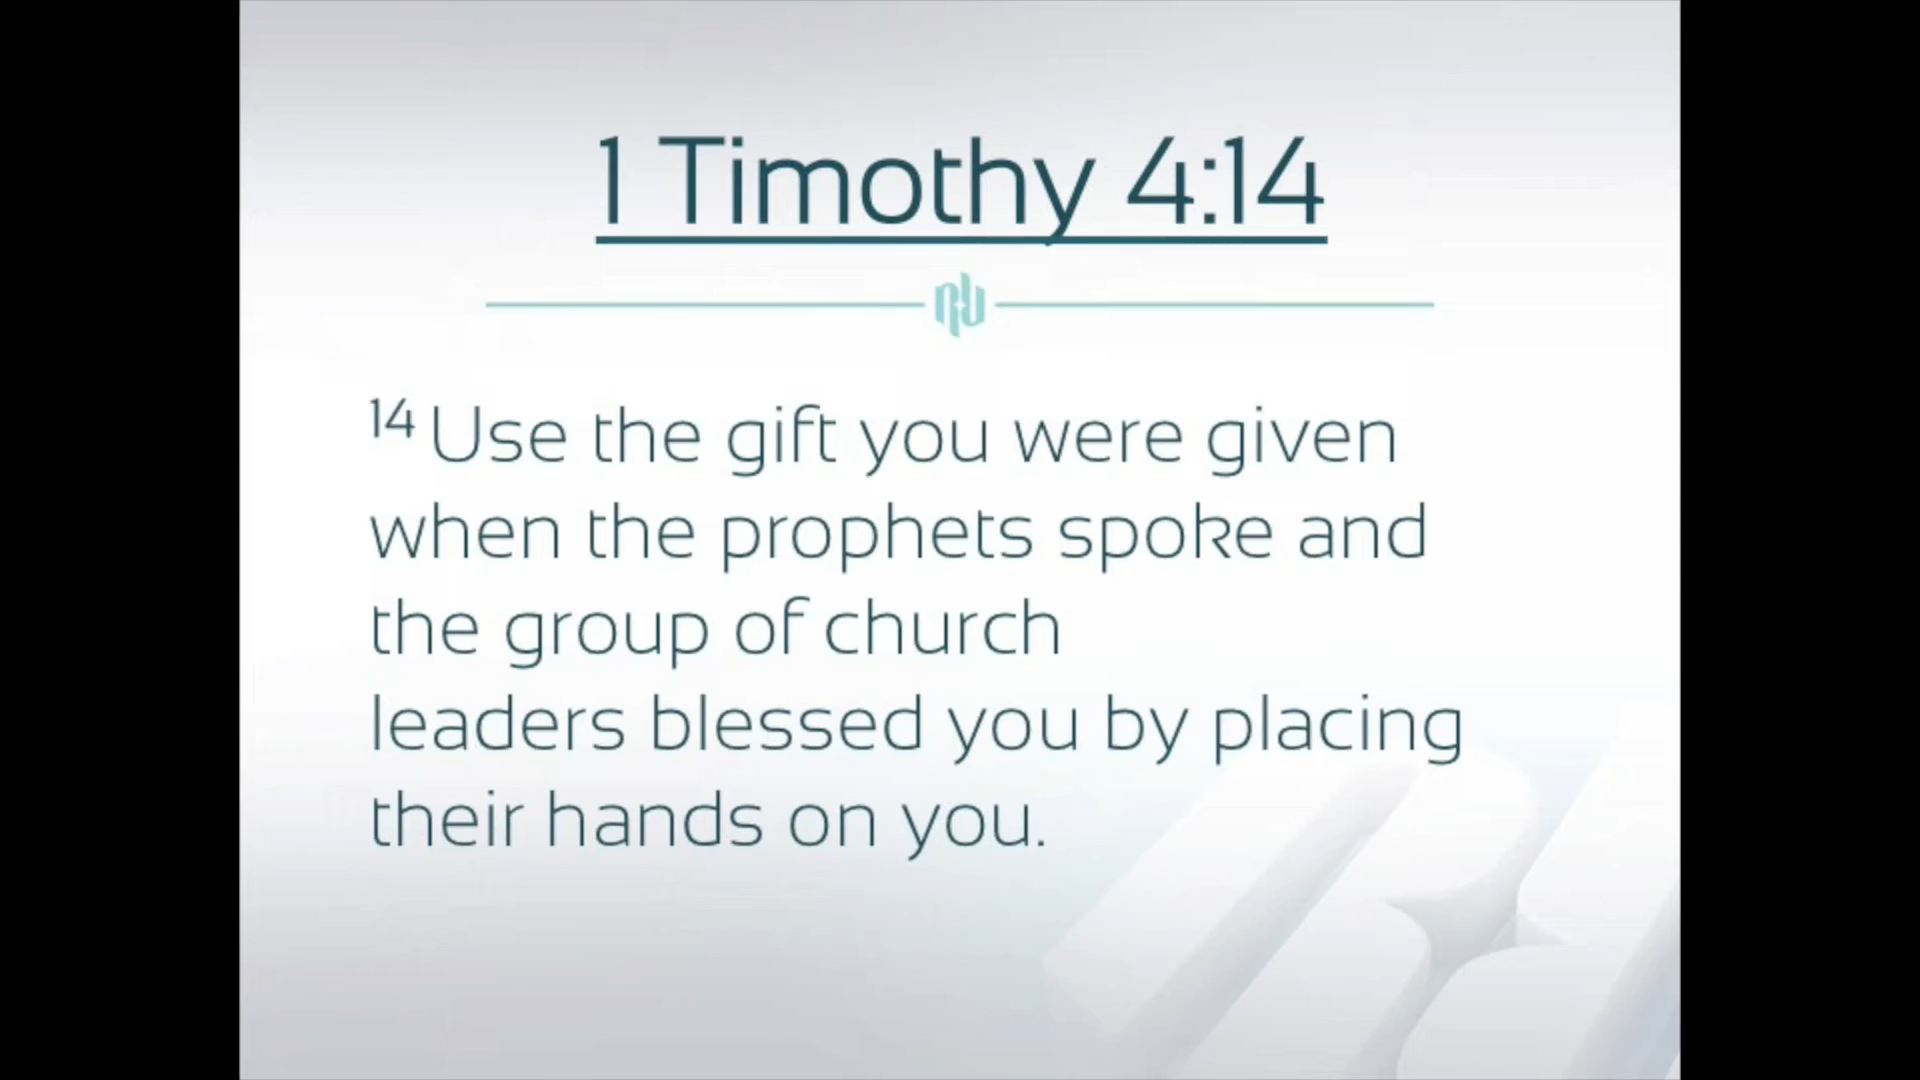 1 Timothy 4:14
14 Use the gift you were given
when the prophets spoke and
the group of church
leaders blessed you by placing
their hands on you.